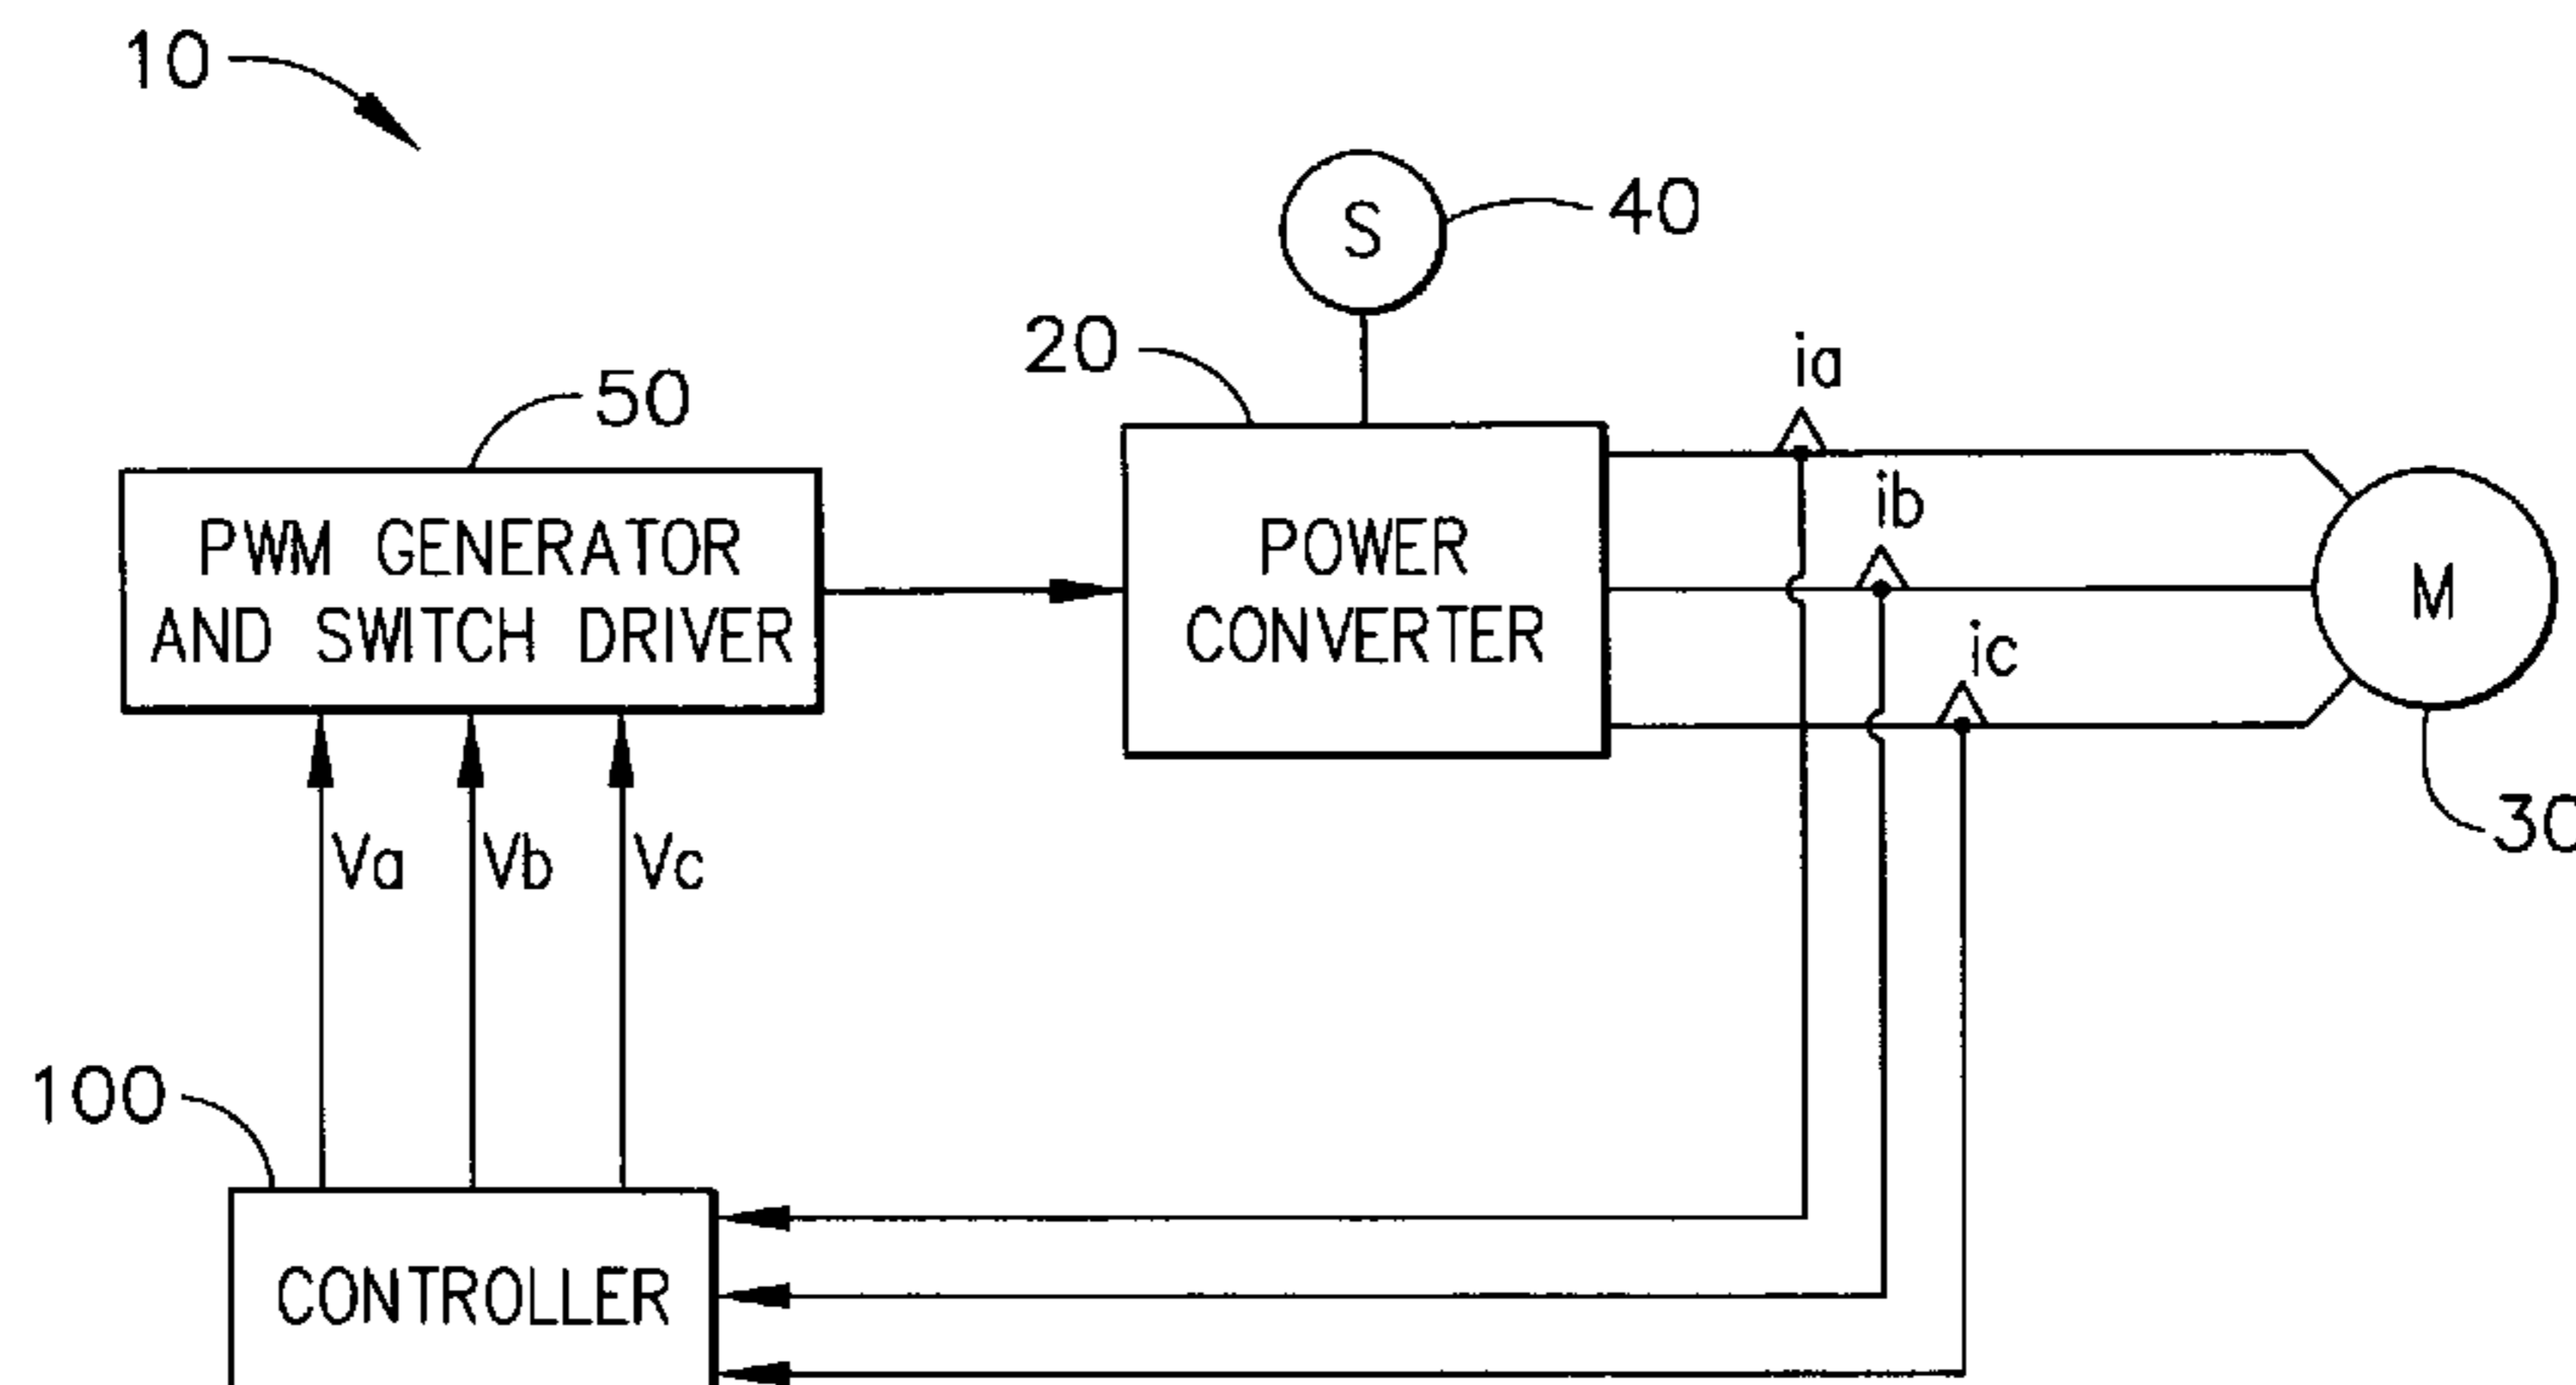 10
S
40
20
ia
50
ib
PWM GENERATOR
AND SWITCH DRIVER
POWER
CONVERTER
M
ic
30
Va
Vb
Vc
100
CONTROLLER